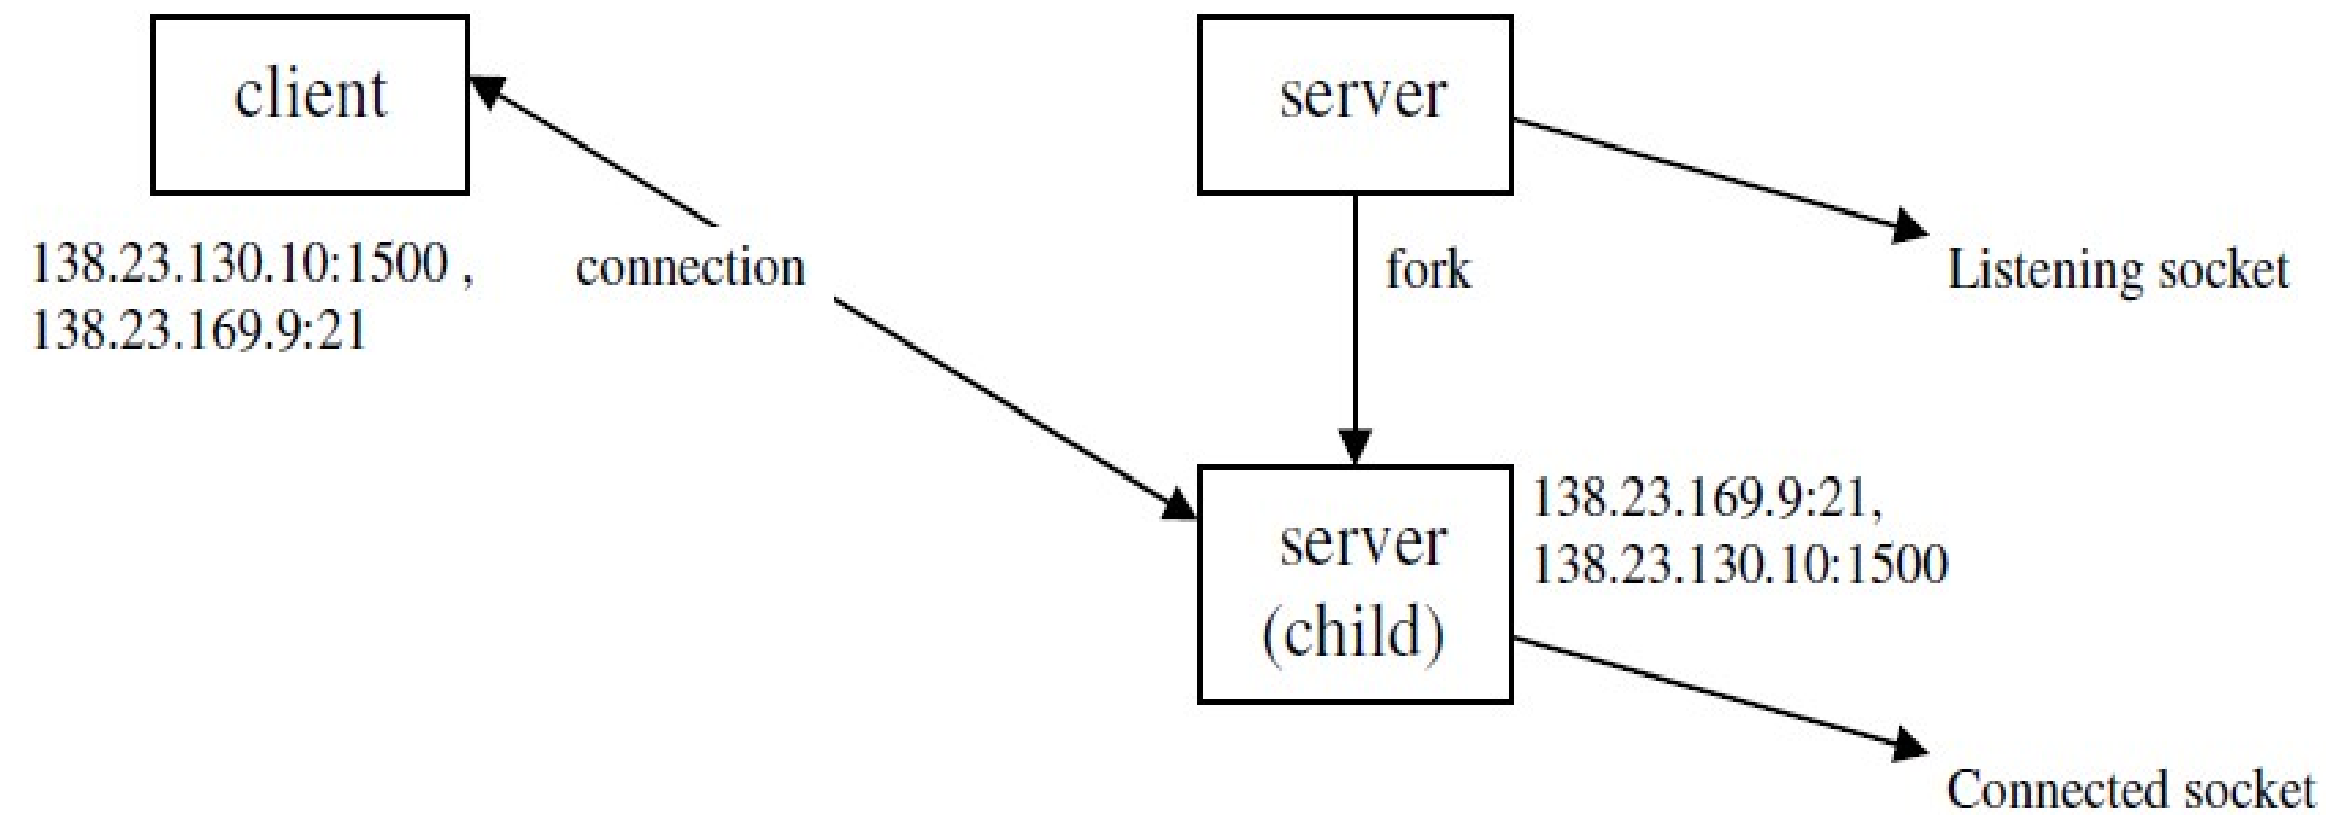 client
server
138.23.130.10:1500 ,
138.23.169.9:21
connection
fork
Listening socket
server
(child)
138.23.169.9:21,
138.23.130.10:1500
Connected socket